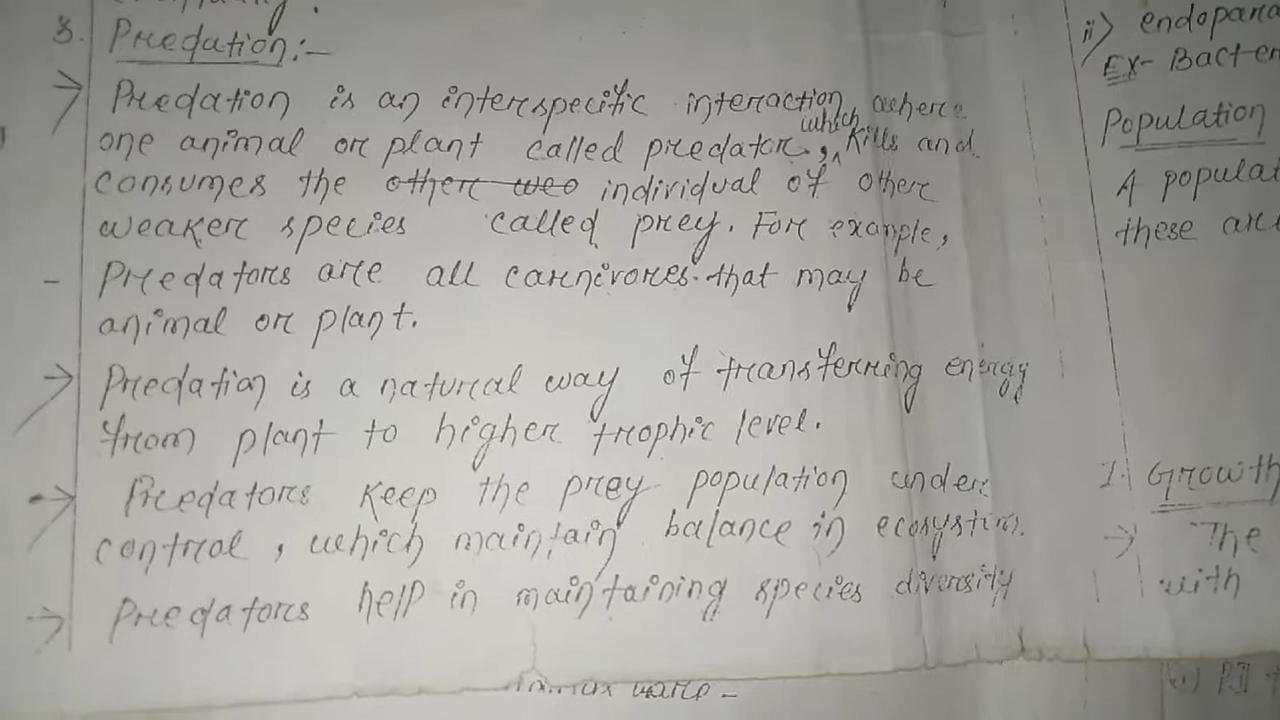 8. Predation:-
→ Predation is an interspecific interaction, where
one animal or plant called predator, which kills and
consumes the other weo individual of other
weaker species called prey. For example,
- Predators are all carnivores that may be
animal or plant.
→ Predation is a natural way of transferring energy
from plant to higher trophic level.
→ Predators keep the prey population under
control, which maintain balance in ecosystem.
→ Predators help in maintaining species diversity
ii) endopara
Ex- Bacter
Population
A populat
these are
I. Growth
→ The
with